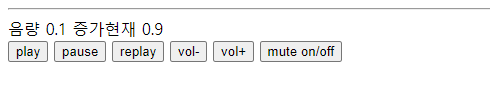 음량 0.1 증가현재 0.9
play pause replay vol- vol+ mute on/off